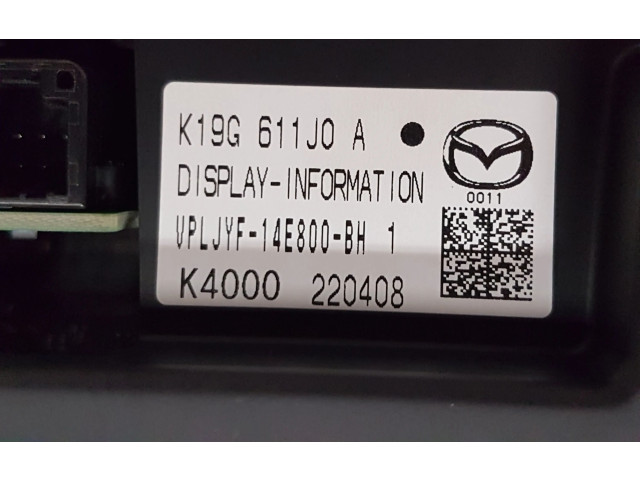 K19G 611J0 A
DISPLAY-INFORMATION
0011
VPLJYF-14E800-BH 1
K4000 220408